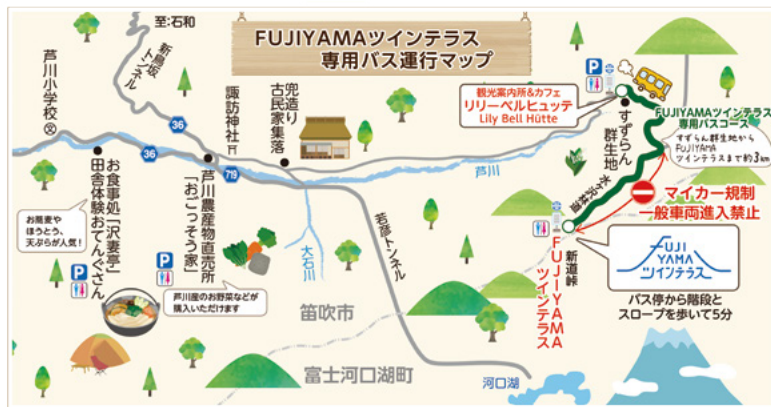 FUJIYAMAツインテラス
専用バス運行マップ
至:石和
新鳥坂
トンネル
芦川小学校
文
36
36
719
諏訪神社
兜造り
古民家集落
芦川
お食事処「沢妻亭」
田舎体験おてんぐさん
お蕎麦や
ほうとう、
天ぷらが人気!
P
芦川農産物直売所
「おごっそう家」
P
芦川産のお野菜などが
購入いただけます
大石川
若彦トンネル
笛吹市
富士河口湖町
河口湖
P
観光案内所&カフェ
リリーベルヒュッテ
Lily Bell Hütte
すずらん
群生地
FUJIYAMAツインテラス
専用バスコース
すずらん群生地から
FUJIYAMA
ツインテラスまで約3km
水ヶ沢林道
マイカー規制
一般車両進入禁止
新道峠
FUJIYAMA
ツインテラス
FUJI
YAMA
ツインテラス
バス停から階段と
スロープを歩いて5分